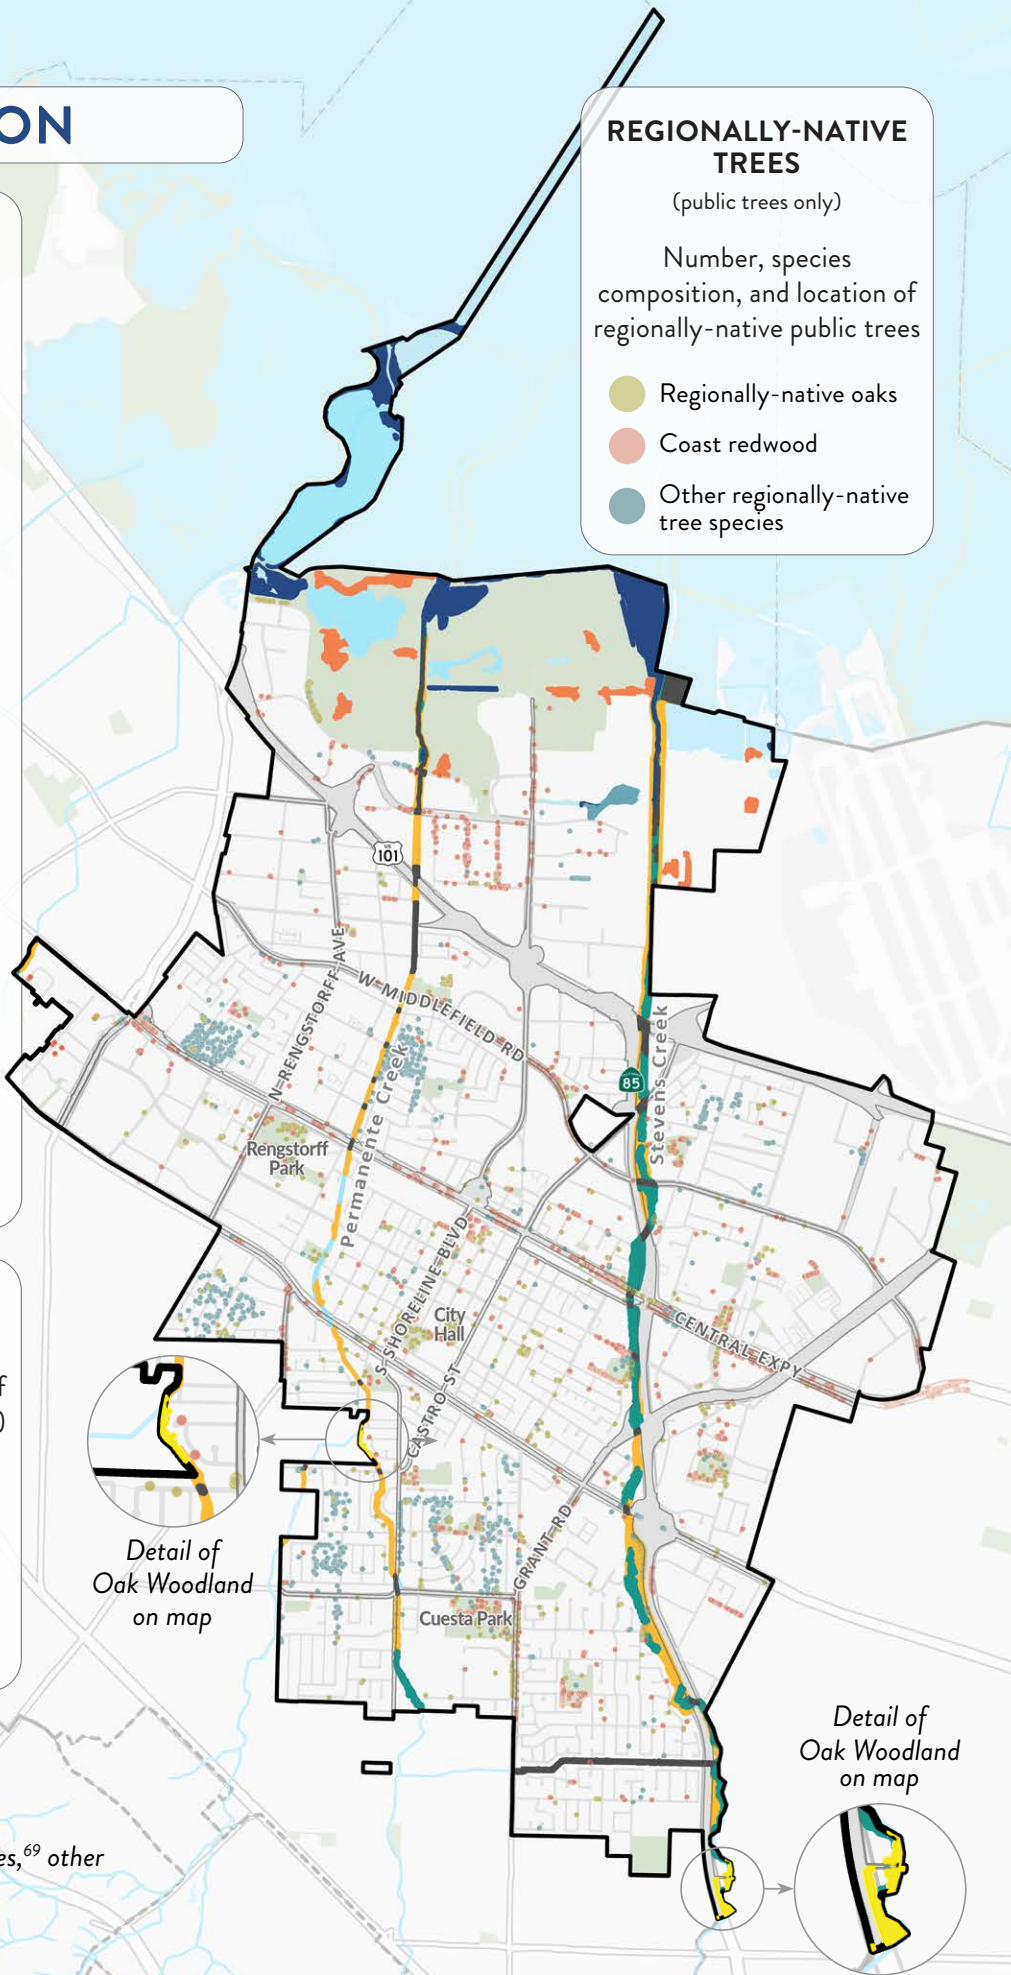 ON
REGIONALLY-NATIVE
TREES
(public trees only)
Number, species
composition, and location of
regionally-native public trees
Regionally-native oaks
Coast redwood
Other regionally-native
tree species
US
101
N RENGSTORFF AVE
W MIDDLEFIELD RD
85
Stevens Creek
Permanente Creek
Rengstorff
Park
S SHORELINE BLVD
City
Hall
CENTRAL EXPY
CASTRO ST
f
)
GRANT RD
Detail of
Oak Woodland
on map
Cuesta Park
Detail of
Oak Woodland
on map
es,⁶⁹ other